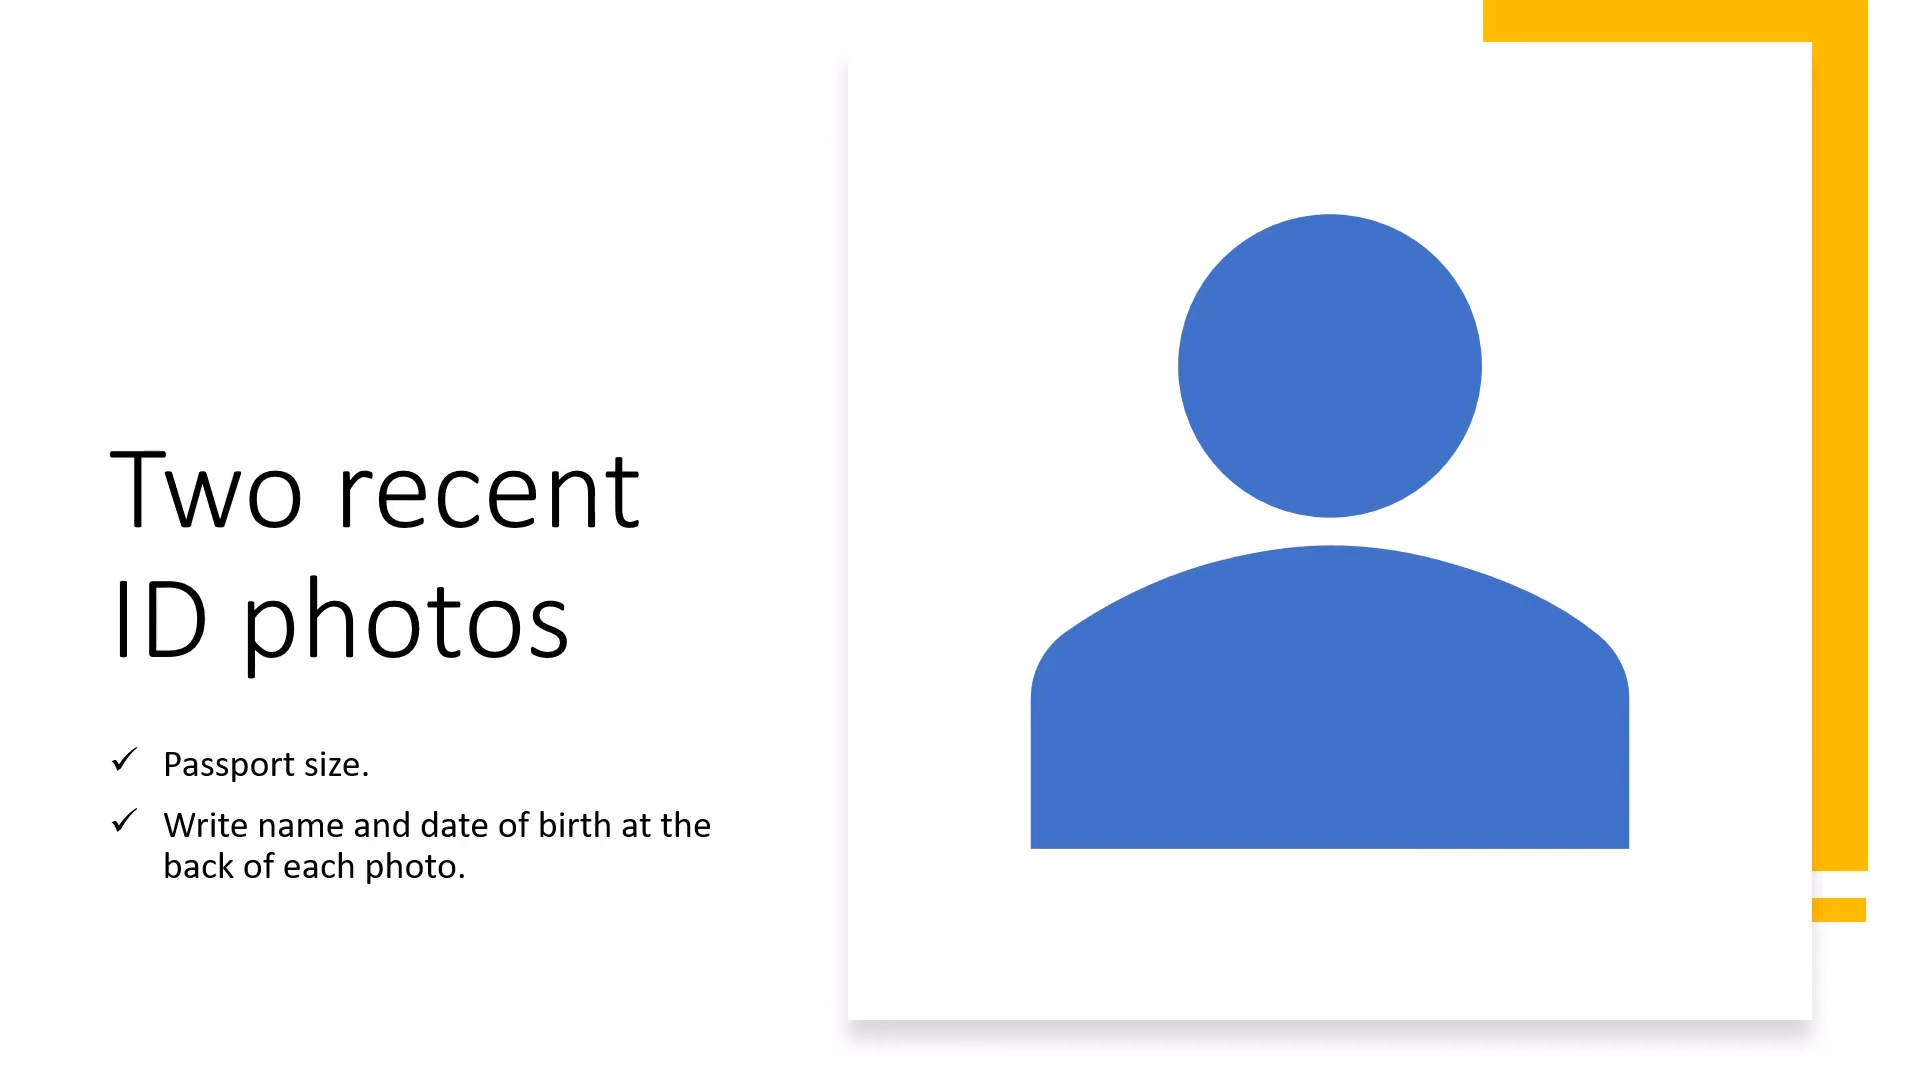 Two recent
ID photos
✓ Passport size.
✓ Write name and date of birth at the
back of each photo.